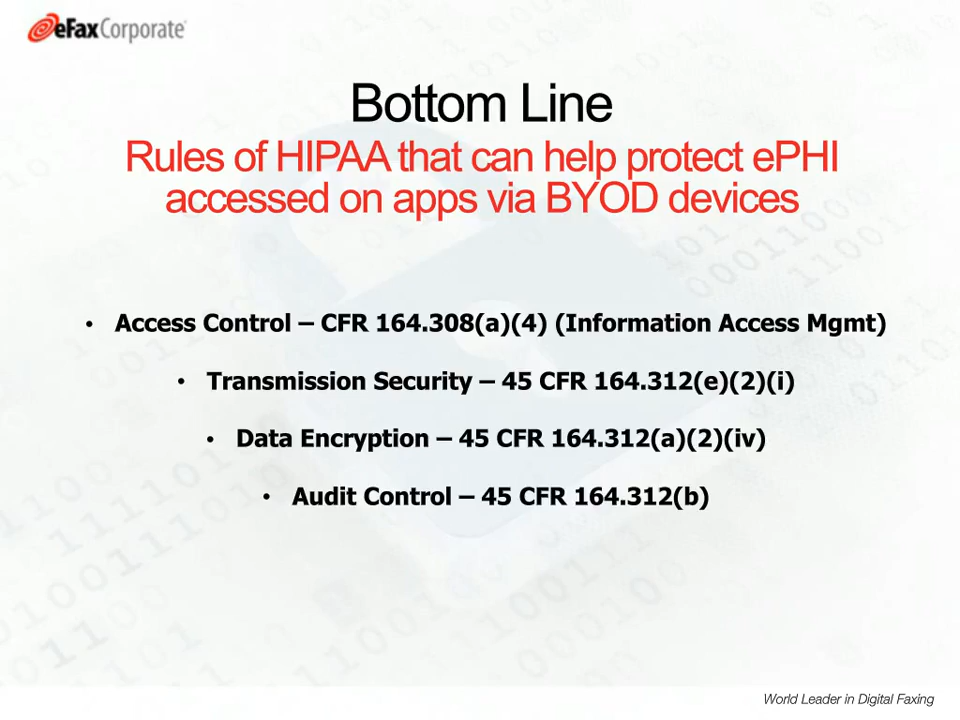 eFaxCorporate®
Bottom Line
Rules of HIPAA that can help protect ePHI
accessed on apps via BYOD devices
• Access Control – CFR 164.308(a)(4) (Information Access Mgmt)
• Transmission Security – 45 CFR 164.312(e)(2)(i)
• Data Encryption – 45 CFR 164.312(a)(2)(iv)
• Audit Control – 45 CFR 164.312(b)
World Leader in Digital Faxing